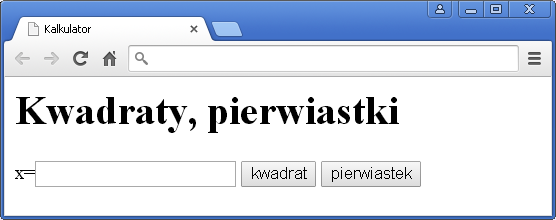 Kalkulator
Kwadraty, pierwiastki
x= kwadrat pierwiastek